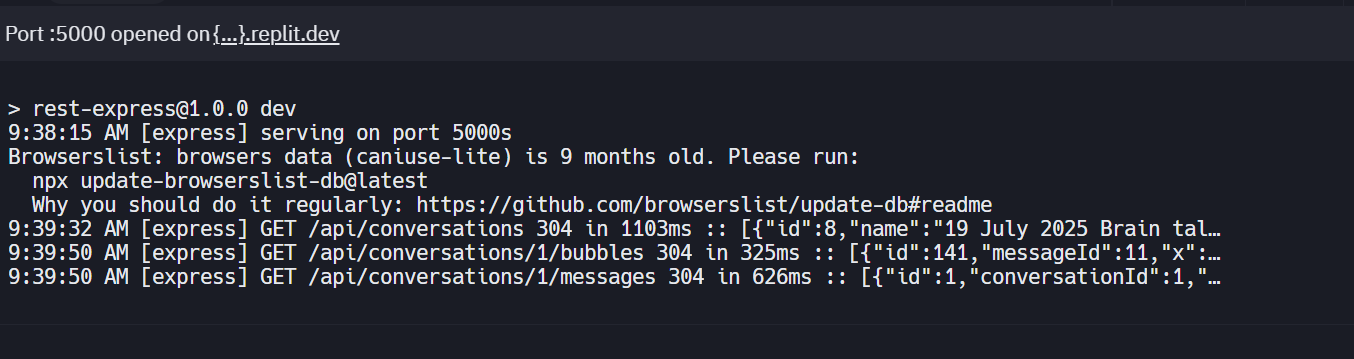 Port :5000 opened on {...}.replit.dev
> rest-express@1.0.0 dev
9:38:15 AM [express] serving on port 5000s
Browserslist: browsers data (caniuse-lite) is 9 months old. Please run:
  npx update-browserslist-db@latest
  Why you should do it regularly: https://github.com/browserslist/update-db#readme
9:39:32 AM [express] GET /api/conversations 304 in 1103ms :: [{"id":8,"name":"19 July 2025 Brain tal…
9:39:50 AM [express] GET /api/conversations/1/bubbles 304 in 325ms :: [{"id":141,"messageId":11,"x":…
9:39:50 AM [express] GET /api/conversations/1/messages 304 in 626ms :: [{"id":1,"conversationId":1,"…